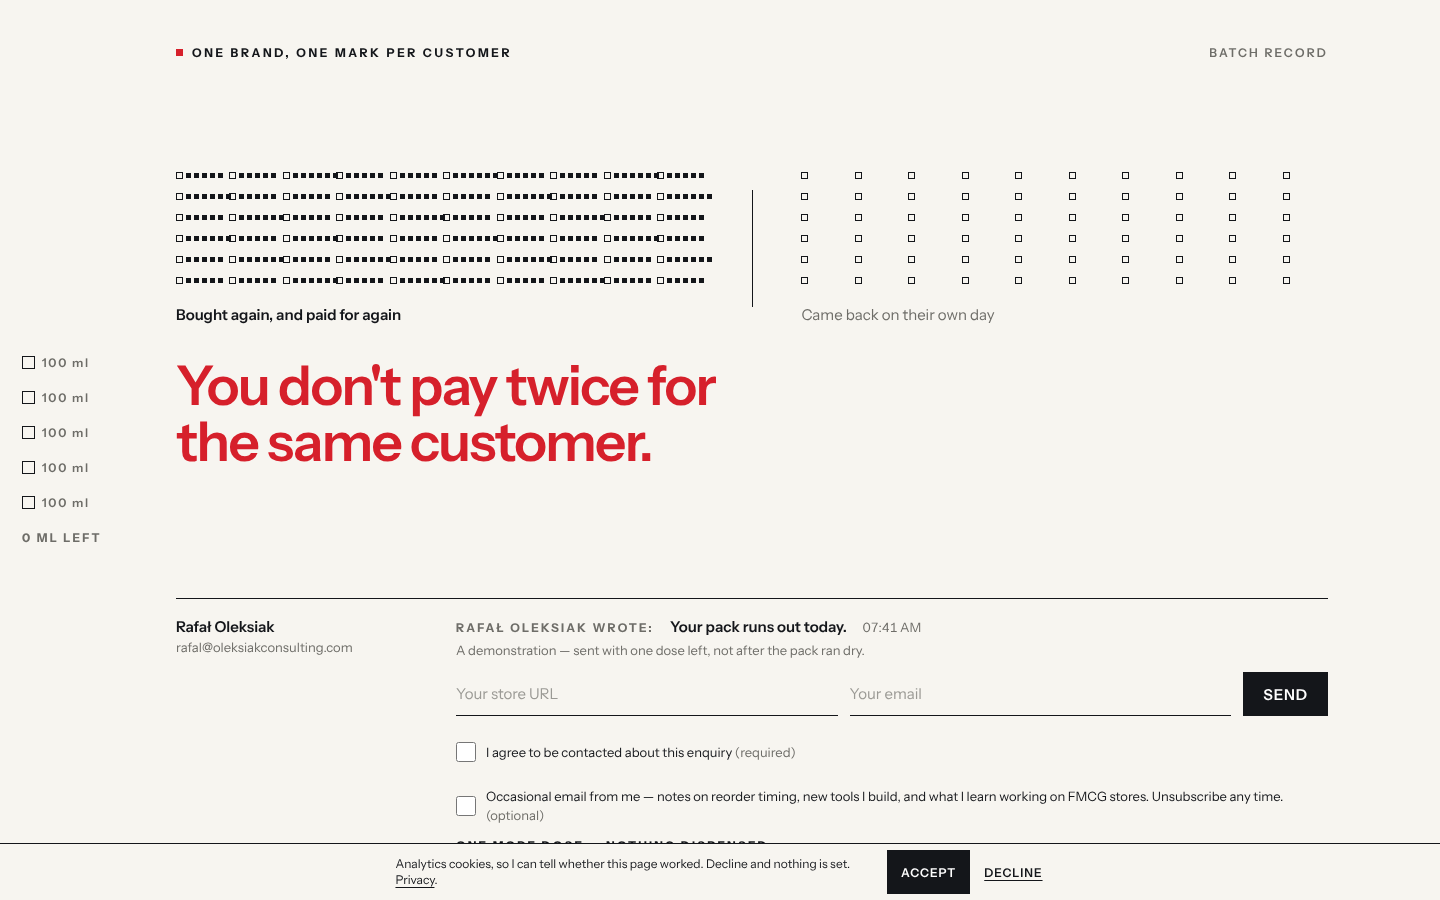 ONE BRAND, ONE MARK PER CUSTOMER
BATCH RECORD
Bought again, and paid for again
Came back on their own day
100 ml
100 ml
100 ml
100 ml
100 ml
0 ML LEFT
You don't pay twice for
the same customer.
Rafał Oleksiak
rafal@oleksiakconsulting.com
RAFAŁ OLEKSIAK WROTE: Your pack runs out today. 07:41 AM
A demonstration — sent with one dose left, not after the pack ran dry.
Your store URL
Your email
SEND
I agree to be contacted about this enquiry (required)
Occasional email from me — notes on reorder timing, new tools I build, and what I learn working on FMCG stores. Unsubscribe any time.
(optional)
Analytics cookies, so I can tell whether this page worked. Decline and nothing is set.
Privacy.
ACCEPT
DECLINE